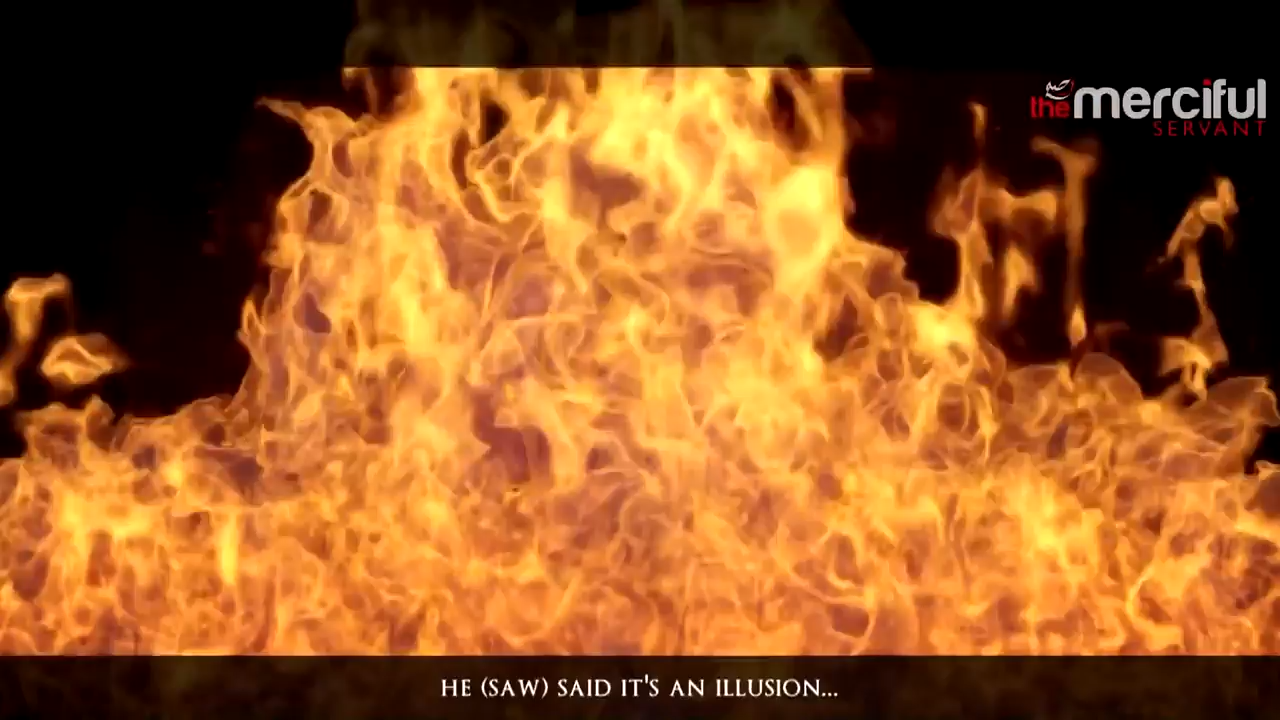 the merciful
SERVANT
HE (SAW) SAID IT'S AN ILLUSION...